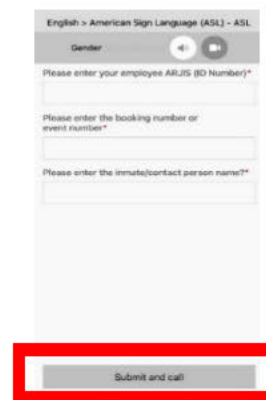 English > American Sign Language (ASL) - ASL
Gender
Please enter your employee ARJIS (ID Number)*
Please enter the booking number or
event number*
Please enter the inmate/contact person name?*
Submit and call